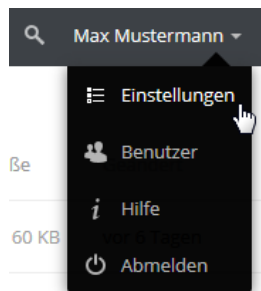 Max Mustermann
Einstellungen
Benutzer
ße
Hilfe
60 KB vor 6 Tagen
Abmelden